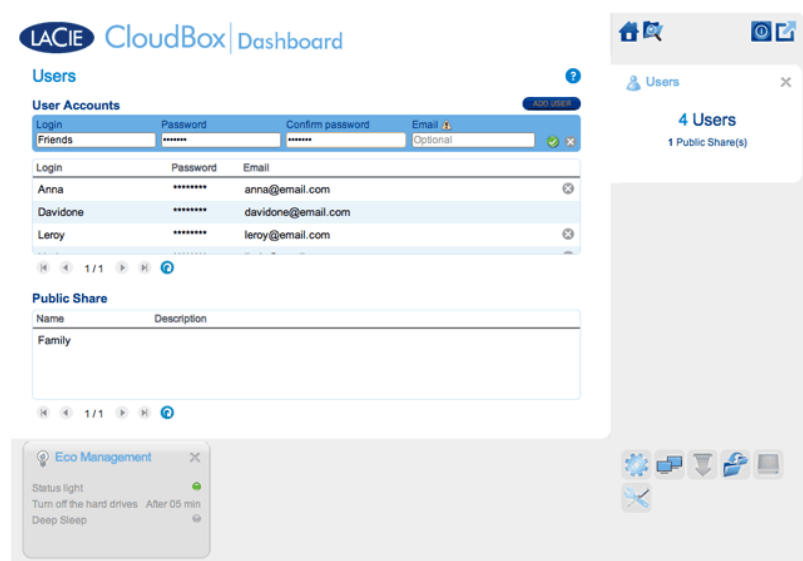 LACIE CloudBox Dashboard
Users
User Accounts
ADD USER
Login Password Confirm password Email
Friends ••••••• ••••••• Optional
Login Password Email
Anna ******** anna@email.com
Davidone ******** davidone@email.com
Leroy ******** leroy@email.com
1 / 1
Public Share
Name Description
Family
1 / 1
Users
4 Users
1 Public Share(s)
Eco Management
Status light
Turn off the hard drives After 05 min
Deep Sleep